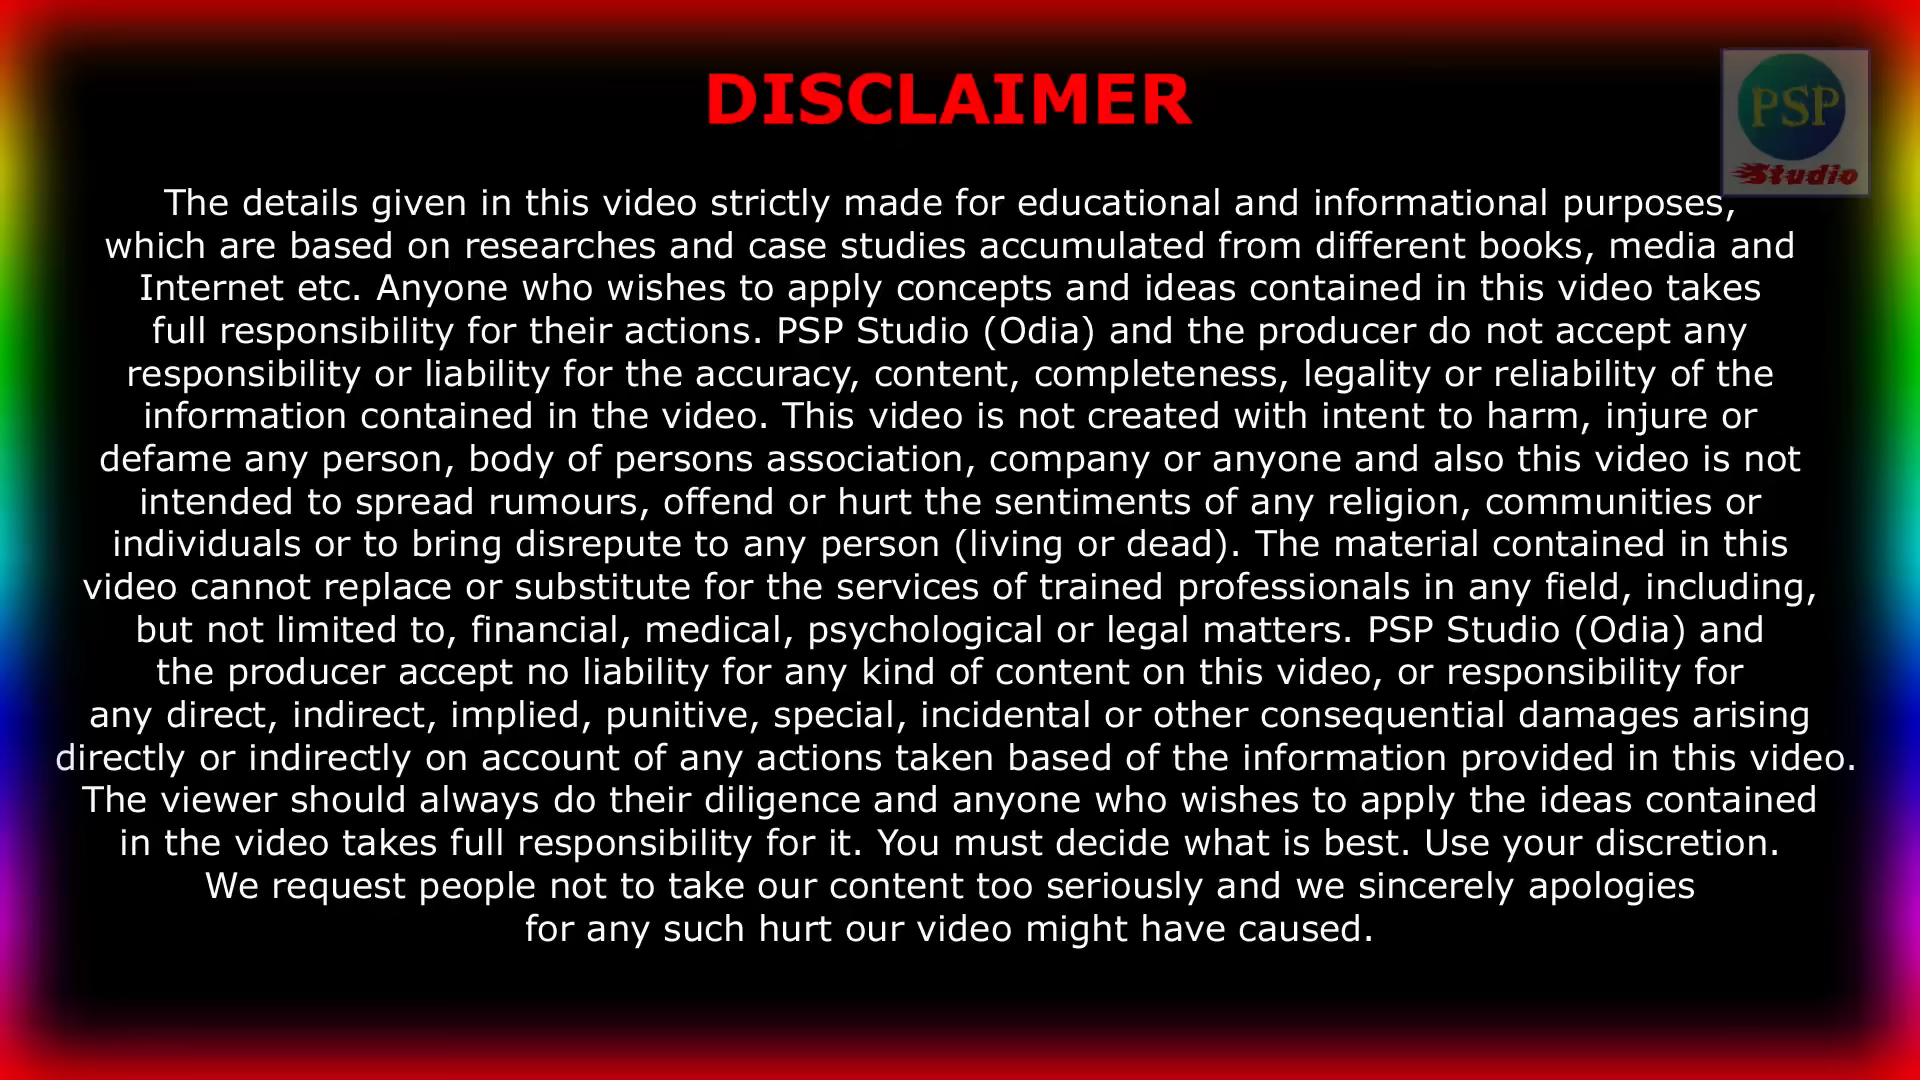 DISCLAIMER
PSP
Studio
The details given in this video strictly made for educational and informational purposes,
which are based on researches and case studies accumulated from different books, media and
Internet etc. Anyone who wishes to apply concepts and ideas contained in this video takes
full responsibility for their actions. PSP Studio (Odia) and the producer do not accept any
responsibility or liability for the accuracy, content, completeness, legality or reliability of the
information contained in the video. This video is not created with intent to harm, injure or
defame any person, body of persons association, company or anyone and also this video is not
intended to spread rumours, offend or hurt the sentiments of any religion, communities or
individuals or to bring disrepute to any person (living or dead). The material contained in this
video cannot replace or substitute for the services of trained professionals in any field, including,
but not limited to, financial, medical, psychological or legal matters. PSP Studio (Odia) and
the producer accept no liability for any kind of content on this video, or responsibility for
any direct, indirect, implied, punitive, special, incidental or other consequential damages arising
directly or indirectly on account of any actions taken based of the information provided in this video.
The viewer should always do their diligence and anyone who wishes to apply the ideas contained
in the video takes full responsibility for it. You must decide what is best. Use your discretion.
We request people not to take our content too seriously and we sincerely apologies
for any such hurt our video might have caused.